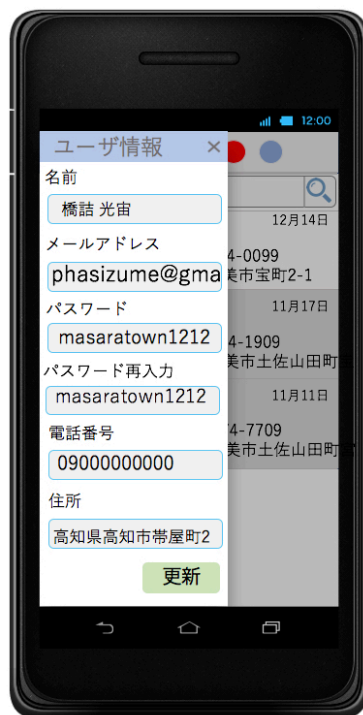 12:00
ユーザ情報 ×
名前
橋詰 光宙
メールアドレス
phasizume@gma
パスワード
masaratown1212
パスワード再入力
masaratown1212
電話番号
09000000000
住所
高知県高知市帯屋町2
更新
12月14日
4-0099
美市宝町2-1
11月17日
4-1909
美市土佐山田町
11月11日
4-7709
美市土佐山田町